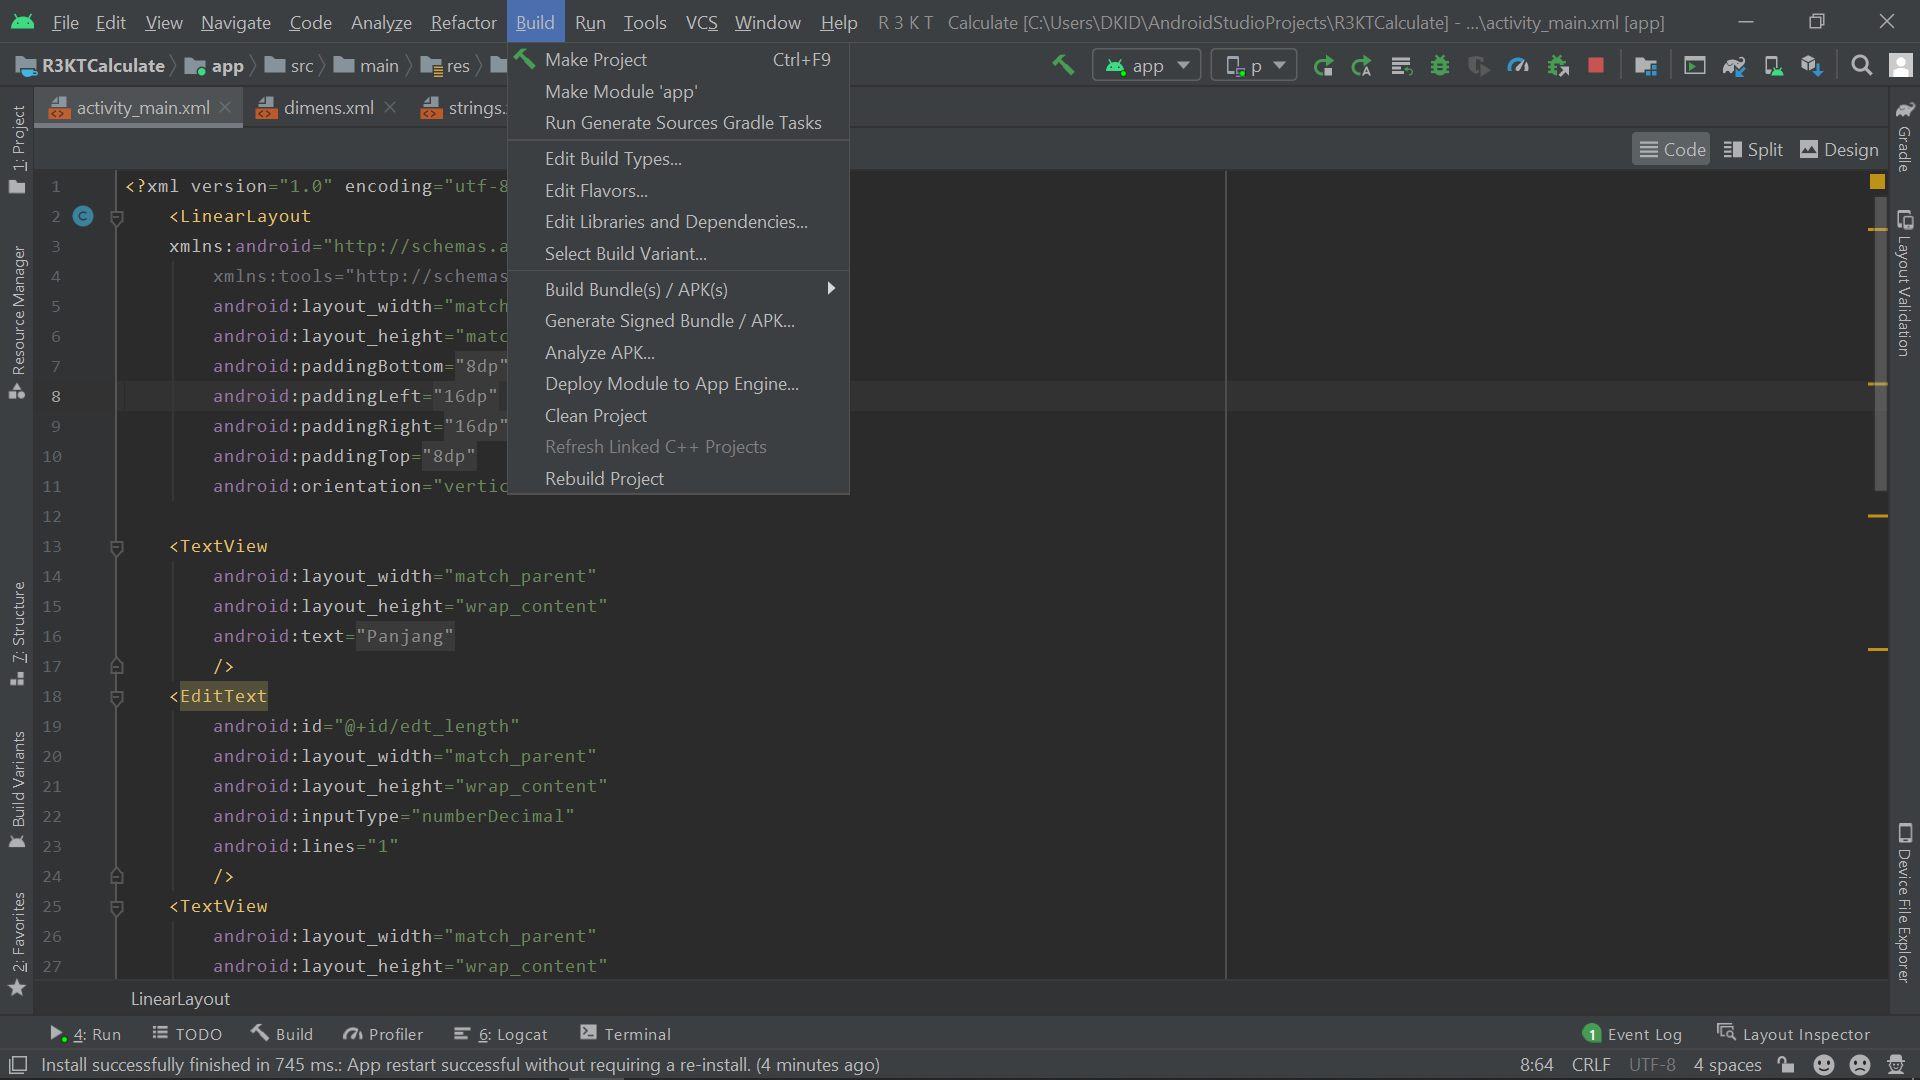 File Edit View Navigate Code Analyze Refactor Build Run Tools VCS Window Help R 3 K T Calculate [C:\Users\DKID\AndroidStudioProjects\R3KTCalculate] - ...\activity_main.xml [app]
R3KTCalculate app src main res
app p
activity_main.xml dimens.xml strings.
Code Split Design
Make Project Ctrl+F9
Make Module 'app'
Run Generate Sources Gradle Tasks
Edit Build Types...
Edit Flavors...
Edit Libraries and Dependencies...
Select Build Variant...
Build Bundle(s) / APK(s)
Generate Signed Bundle / APK...
Analyze APK...
Deploy Module to App Engine...
Clean Project
Refresh Linked C++ Projects
Rebuild Project
1: Project
Resource Manager
7: Structure
Build Variants
2: Favorites
1 <?xml version="1.0" encoding="utf-8
2 <LinearLayout
3 xmlns:android="http://schemas.a
4 xmlns:tools="http://schemas
5 android:layout_width="match
6 android:layout_height="matc
7 android:paddingBottom="8dp"
8 android:paddingLeft="16dp"
9 android:paddingRight="16dp"
10 android:paddingTop="8dp"
11 android:orientation="vertic
12
13 <TextView
14 android:layout_width="match_parent"
15 android:layout_height="wrap_content"
16 android:text="Panjang"
17 />
18 <EditText
19 android:id="@+id/edt_length"
20 android:layout_width="match_parent"
21 android:layout_height="wrap_content"
22 android:inputType="numberDecimal"
23 android:lines="1"
24 />
25 <TextView
26 android:layout_width="match_parent"
27 android:layout_height="wrap_content"
Gradle
Layout Validation
Device File Explorer
LinearLayout
4: Run TODO Build Profiler 6: Logcat Terminal 1 Event Log Layout Inspector
Install successfully finished in 745 ms.: App restart successful without requiring a re-install. (4 minutes ago) 8:64 CRLF UTF-8 4 spaces